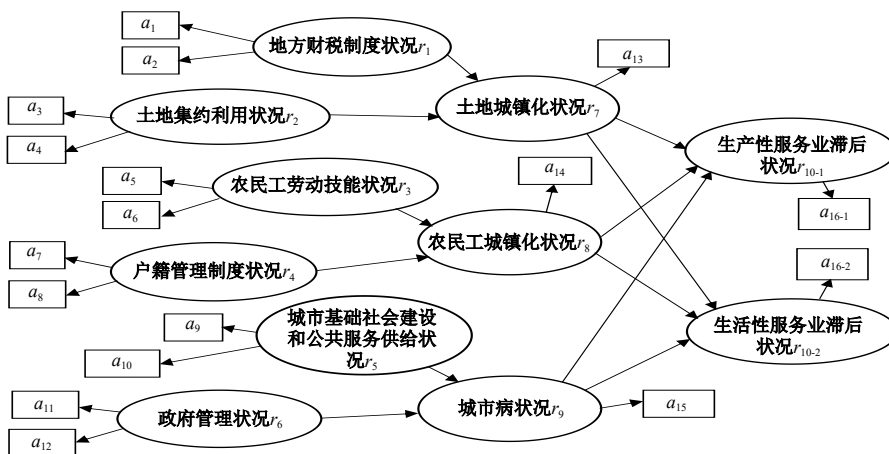 a1
a2
地方财税制度状况r1
a3
a4
土地集约利用状况r2
a13
土地城镇化状况r7
a5
a6
农民工劳动技能状况r3
a14
生产性服务业滞后
状况r10-1
a16-1
a7
a8
户籍管理制度状况r4
农民工城镇化状况r8
a16-2
a9
a10
城市基础社会建设
和公共服务供给状
况r5
生活性服务业滞后
状况r10-2
a11
a12
政府管理状况r6
城市病状况r9
a15